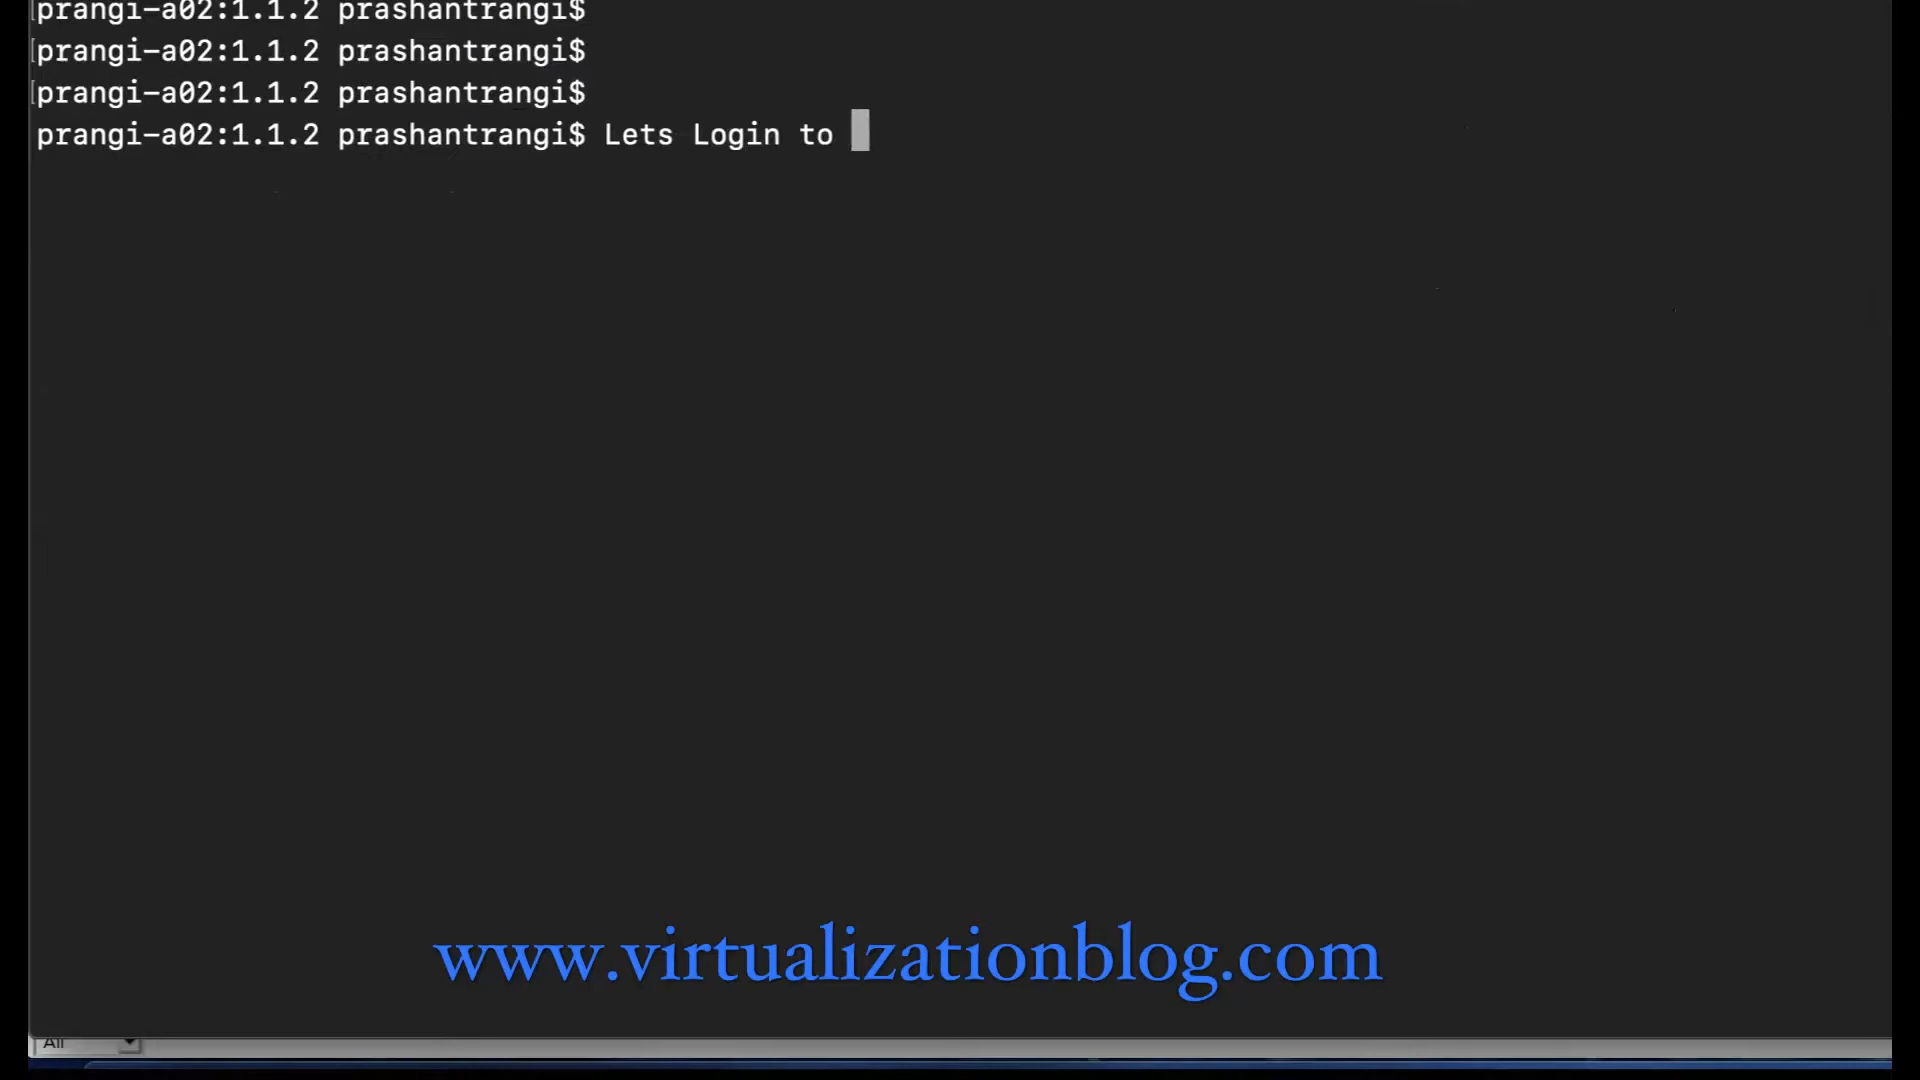 prangi-a02:1.1.2 prashantrangi$
prangi-a02:1.1.2 prashantrangi$
prangi-a02:1.1.2 prashantrangi$
prangi-a02:1.1.2 prashantrangi$ Lets Login to
www.virtualizationblog.com
All